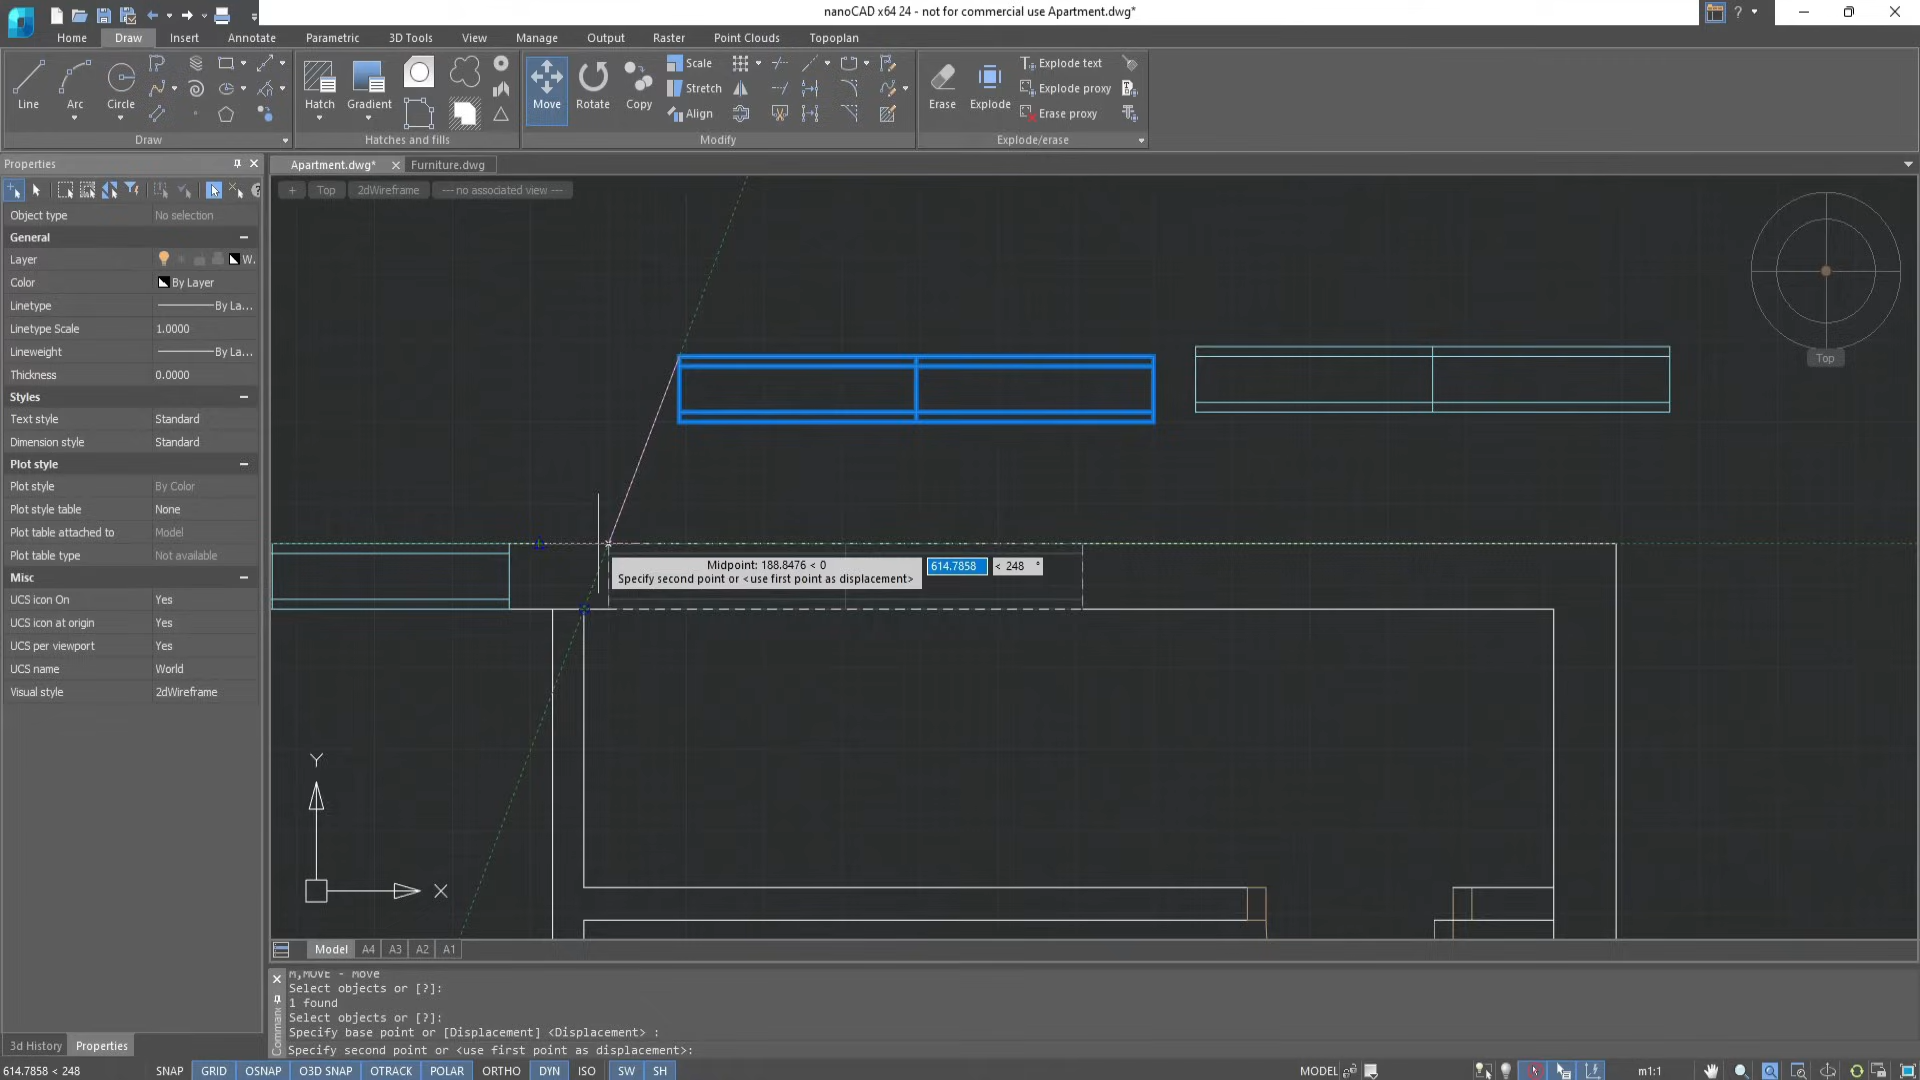 nanoCAD x64 24 - not for commercial use Apartment.dwg*
?
Home Draw Insert Annotate Parametric 3D Tools View Manage Output Raster Point Clouds Topoplan
Line Arc Circle
Hatch Gradient
Move Rotate Copy
Scale
Stretch
Align
Erase Explode
Explode text
Explode proxy
Erase proxy
Draw Hatches and fills Modify Explode/erase
Properties
Apartment.dwg* Furniture.dwg
+ Top 2dWireframe --- no associated view ---
Object type No selection
General
Layer W.
Color By Layer
Linetype By La...
Linetype Scale 1.0000
Lineweight By La...
Thickness 0.0000
Styles
Text style Standard
Dimension style Standard
Plot style
Plot style By Color
Plot style table None
Plot table attached to Model
Plot table type Not available
Misc
UCS icon On Yes
UCS icon at origin Yes
UCS per viewport Yes
UCS name World
Visual style 2dWireframe
Top
Midpoint: 188.8476 < 0
Specify second point or <use first point as displacement>
614.7858 < 248 °
Y
X
Model A4 A3 A2 A1
M,MOVE - Move
Select objects or [?]:
1 found
Select objects or [?]:
Specify base point or [Displacement] <Displacement> :
Specify second point or <use first point as displacement>:
3d History Properties
614.7858 < 248 SNAP GRID OSNAP O3D SNAP OTRACK POLAR ORTHO DYN ISO SW SH MODEL m1:1